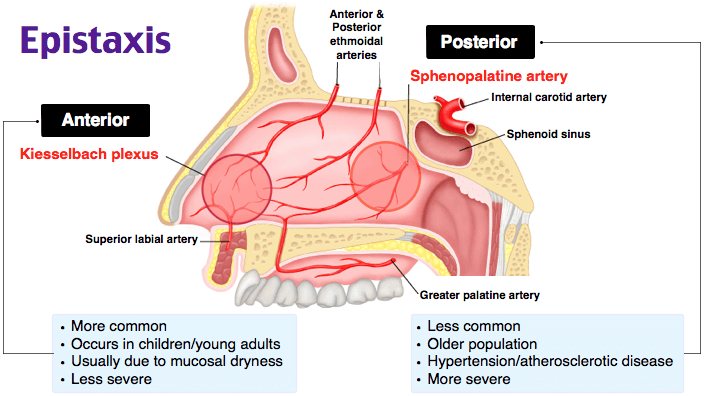 Epistaxis
Anterior &
Posterior
ethmoidal
arteries
Posterior
Sphenopalatine artery
Internal carotid artery
Anterior
Sphenoid sinus
Kiesselbach plexus
Superior labial artery
Greater palatine artery
• More common
• Occurs in children/young adults
• Usually due to mucosal dryness
• Less severe
• Less common
• Older population
• Hypertension/atherosclerotic disease
• More severe